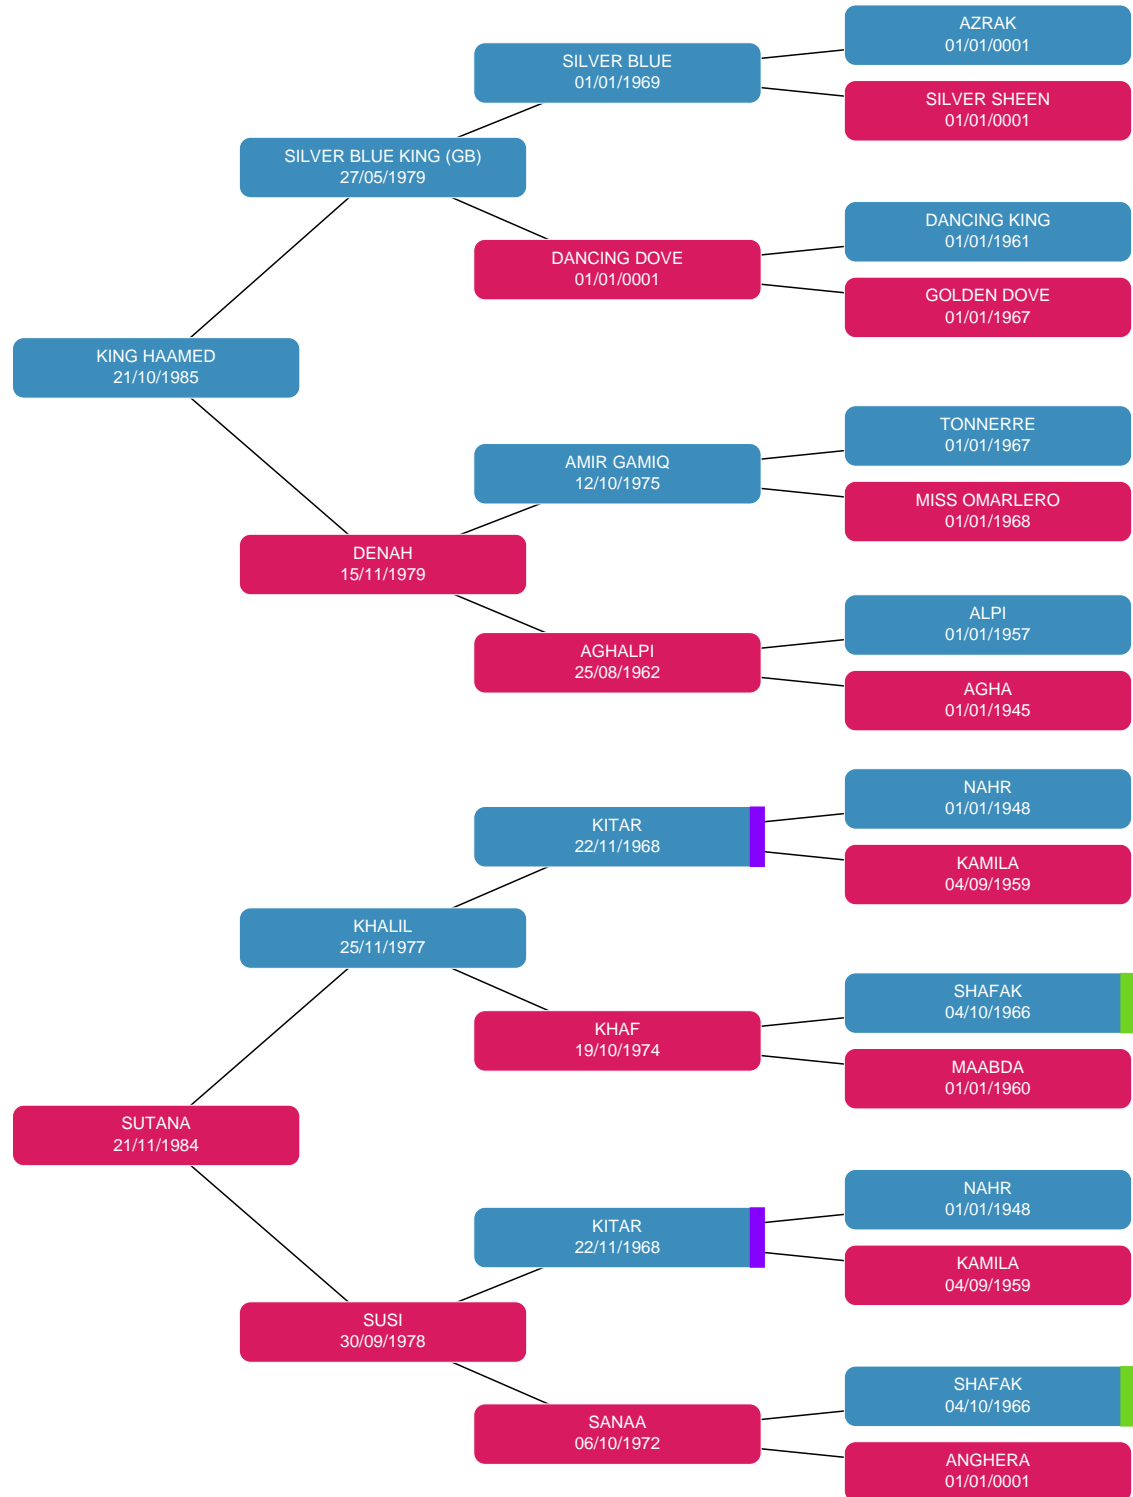 AZRAK
01/01/0001
SILVER BLUE
01/01/1969
SILVER SHEEN
01/01/0001
SILVER BLUE KING (GB)
27/05/1979
DANCING KING
01/01/1961
DANCING DOVE
01/01/0001
GOLDEN DOVE
01/01/1967
KING HAAMED
21/10/1985
TONNERRE
01/01/1967
AMIR GAMIQ
12/10/1975
MISS OMARLERO
01/01/1968
DENAH
15/11/1979
ALPI
01/01/1957
AGHALPI
25/08/1962
AGHA
01/01/1945
NAHR
01/01/1948
KITAR
22/11/1968
KAMILA
04/09/1959
KHALIL
25/11/1977
SHAFAK
04/10/1966
KHAF
19/10/1974
MAABDA
01/01/1960
SUTANA
21/11/1984
NAHR
01/01/1948
KITAR
22/11/1968
KAMILA
04/09/1959
SUSI
30/09/1978
SHAFAK
04/10/1966
SANAA
06/10/1972
ANGHERA
01/01/0001